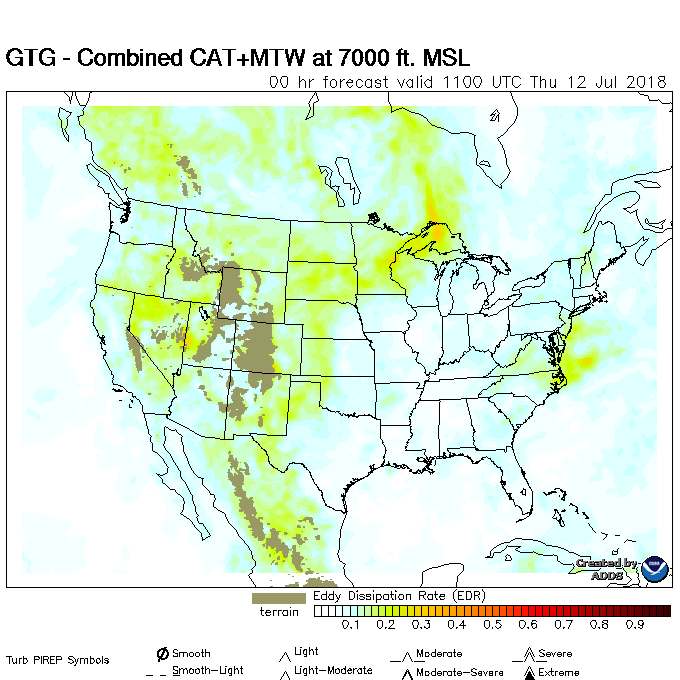 GTG - Combined CAT+MTW at 7000 ft. MSL
00 hr forecast valid 1100 UTC Thu 12 Jul 2018
Created by
ADDS
Eddy Dissipation Rate (EDR)
terrain
0.1 0.2 0.3 0.4 0.5 0.6 0.7 0.8 0.9
Turb PIREP Symbols
Smooth Light Moderate Severe
Smooth-Light Light-Moderate Moderate-Severe Extreme